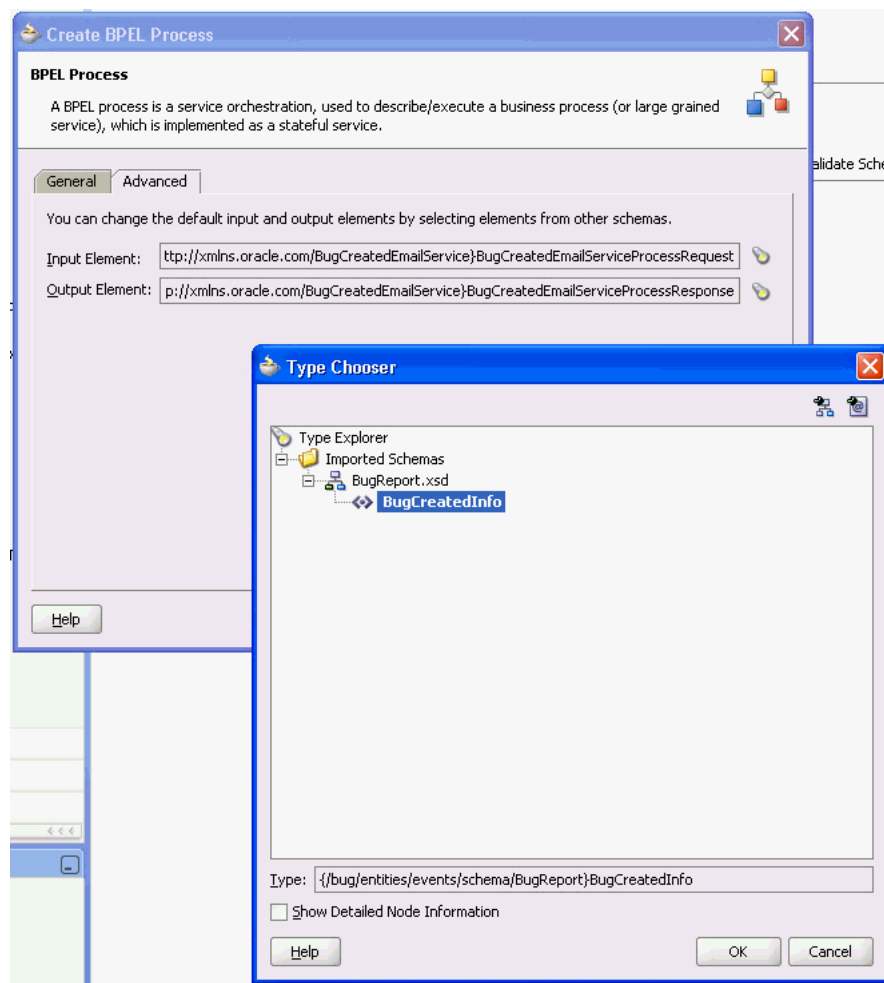 Create BPEL Process
BPEL Process
A BPEL process is a service orchestration, used to describe/execute a business process (or large grained
service), which is implemented as a stateful service.
alidate Sche
General Advanced
You can change the default input and output elements by selecting elements from other schemas.
Input Element: ttp://xmlns.oracle.com/BugCreatedEmailService}BugCreatedEmailServiceProcessRequest
Output Element: p://xmlns.oracle.com/BugCreatedEmailService}BugCreatedEmailServiceProcessResponse
Type Chooser
Type Explorer
Imported Schemas
BugReport.xsd
BugCreatedInfo
Help
Type: {/bug/entities/events/schema/BugReport}BugCreatedInfo
Show Detailed Node Information
Help OK Cancel